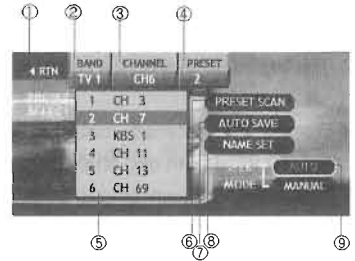 ① ② ③ ④
◀ RTN
BAND CHANNEL PRESET
TV 1 CH6 2
1 CH 3
2 CH 7
3 KBS 1
4 CH 11
5 CH 13
6 CH 69
PRESET SCAN
AUTO SAVE
NAME SET
AUTO
MODE
MANUAL
⑤ ⑥ ⑦ ⑧ ⑨